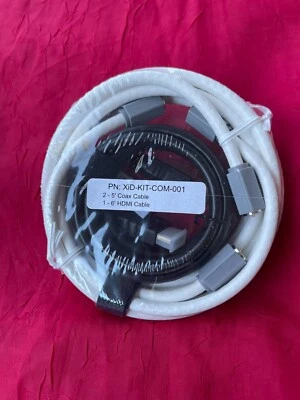 PN: XiD-KIT-COM-001
2 - 5' Coax Cable
1 - 6' HDMI Cable